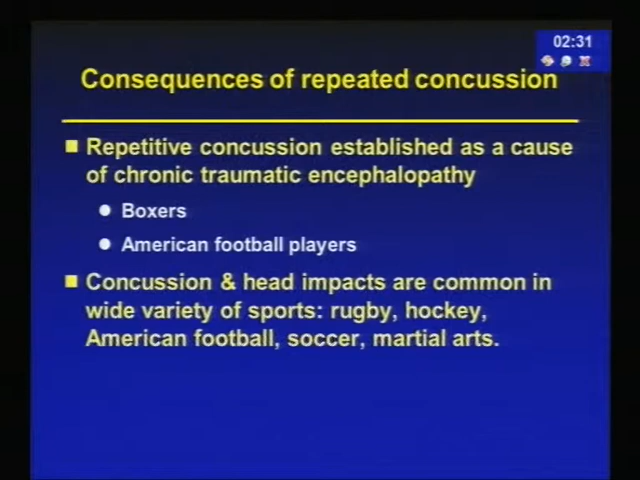 02:31
Consequences of repeated concussion
Repetitive concussion established as a cause
of chronic traumatic encephalopathy
Boxers
American football players
Concussion & head impacts are common in
wide variety of sports: rugby, hockey,
American football, soccer, martial arts.